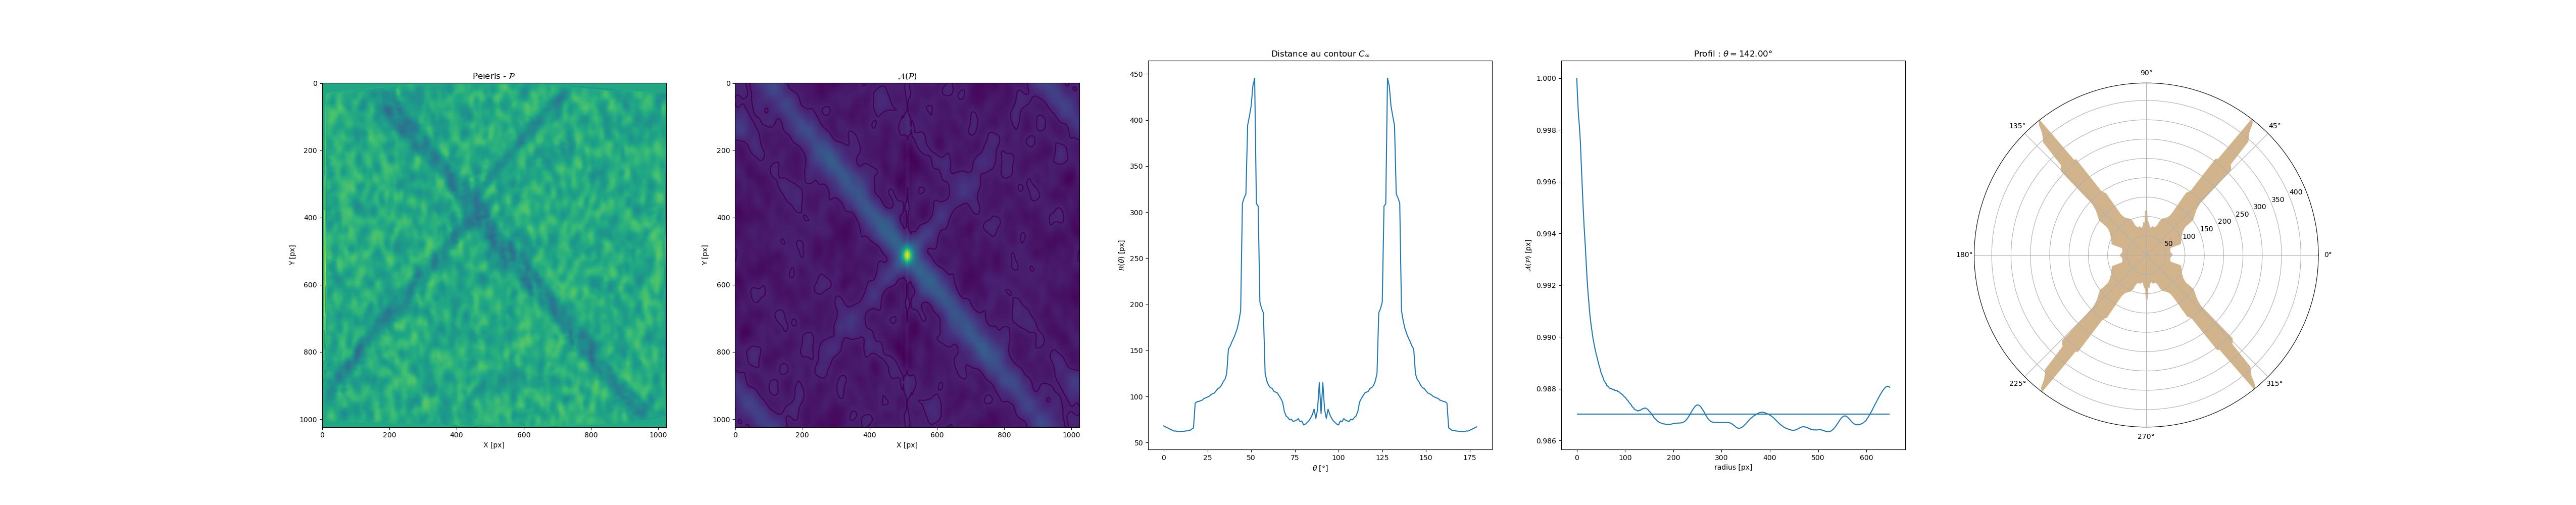 Peierls - 𝒫
0
200
400
600
800
1000
Y [px]
0 200 400 600 800 1000
X [px]
𝒜(𝒫)
0
200
400
600
800
1000
Y [px]
0 200 400 600 800 1000
X [px]
Distance au contour C∞
450
400
350
300
250
200
150
100
50
R(θ) [px]
0 25 50 75 100 125 150 175
θ [°]
Profil : θ = 142.00°
1.000
0.998
0.996
0.994
0.992
0.990
0.988
0.986
𝒜(𝒫) [px]
0 100 200 300 400 500 600
radius [px]
90°
135° 45°
400
350
300
250
200
150
100
50
180° 0°
225° 315°
270°